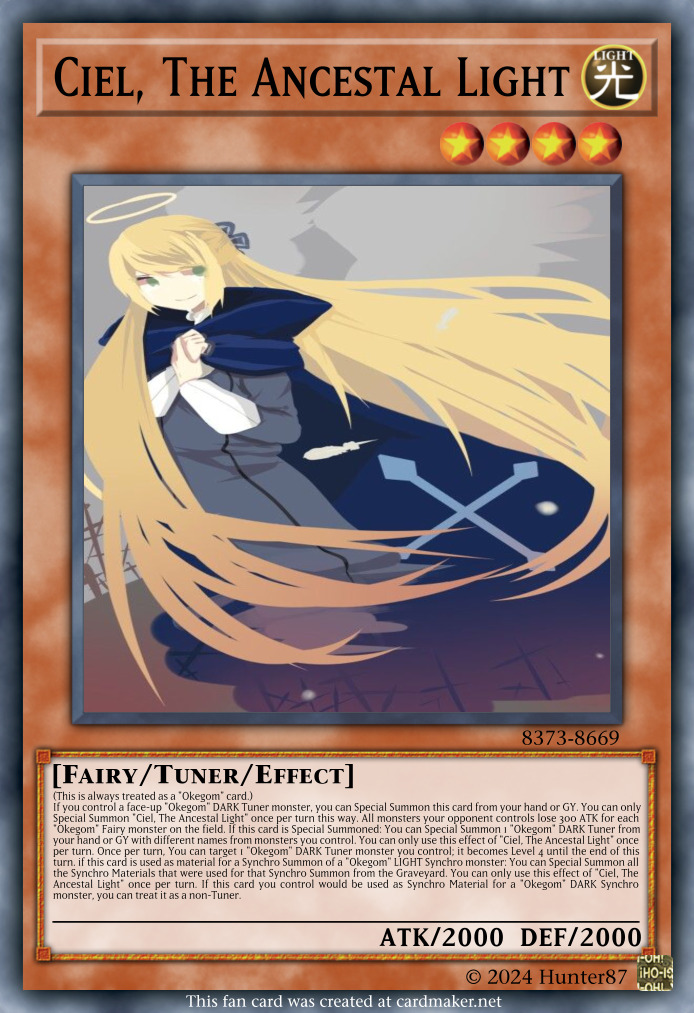 Ciel, The Ancestal Light
LIGHT
光
8373-8669
[Fairy/Tuner/Effect]
(This is always treated as a "Okegom" card.)
If you control a face-up "Okegom" DARK Tuner monster, you can Special Summon this card from your hand or GY. You can only
Special Summon "Ciel, The Ancestal Light" once per turn this way. All monsters your opponent controls lose 300 ATK for each
"Okegom" Fairy monster on the field. If this card is Special Summoned: You can Special Summon 1 "Okegom" DARK Tuner from
your hand or GY with different names from monsters you control. You can only use this effect of "Ciel, The Ancestal Light" once
per turn. Once per turn, You can target 1 "Okegom" DARK Tuner monster you control; it becomes Level 4 until the end of this
turn. if this card is used as material for a Synchro Summon of a "Okegom" LIGHT Synchro monster: You can Special Summon all
the Synchro Materials that were used for that Synchro Summon from the Graveyard. You can only use this effect of "Ciel, The
Ancestal Light" once per turn. If this card you control would be used as Synchro Material for a "Okegom" DARK Synchro
monster, you can treat it as a non-Tuner.
ATK/2000 DEF/2000
© 2024 Hunter87
This fan card was created at cardmaker.net